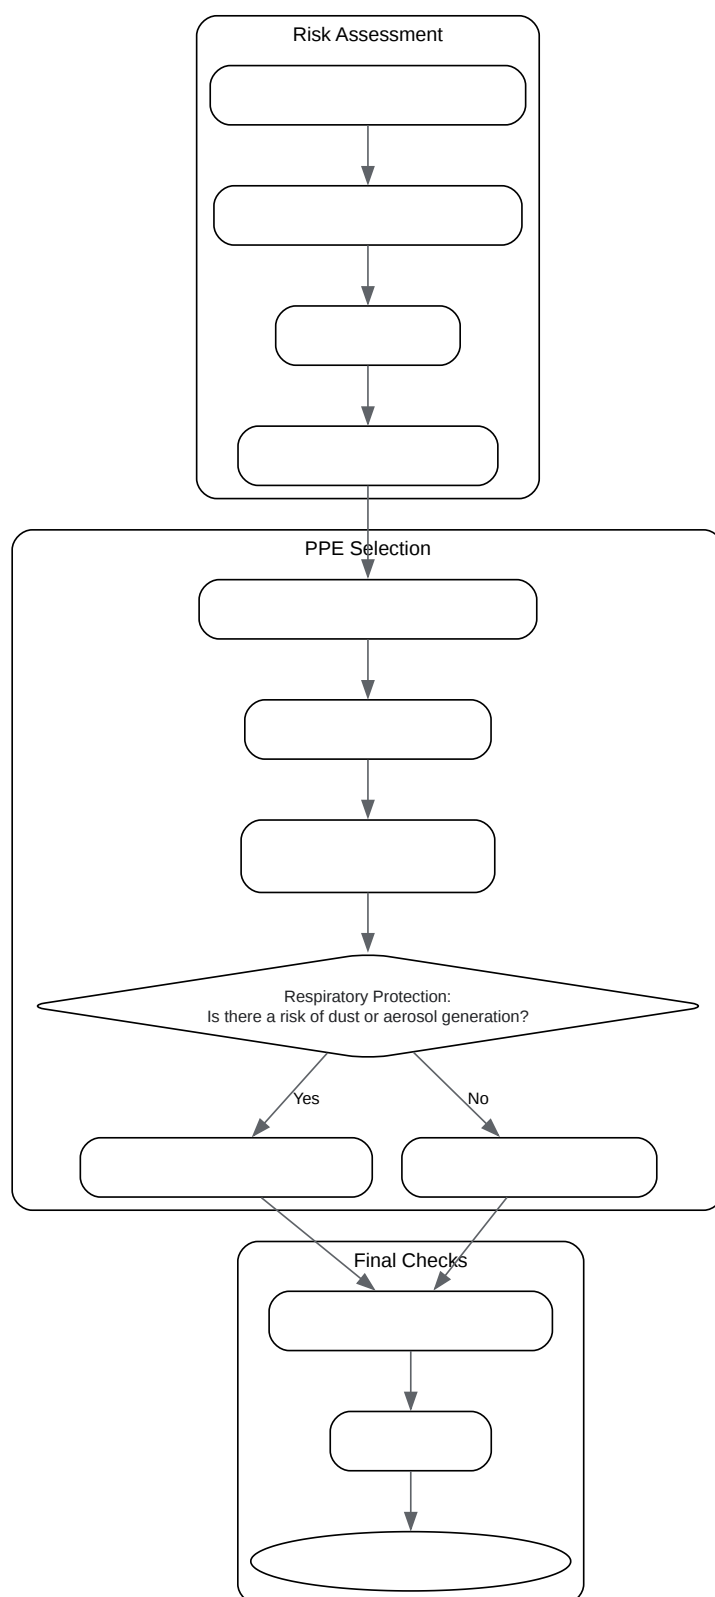 Risk Assessment
PPE Selection
Respiratory Protection:
Is there a risk of dust or aerosol generation?
Yes
No
Final Checks